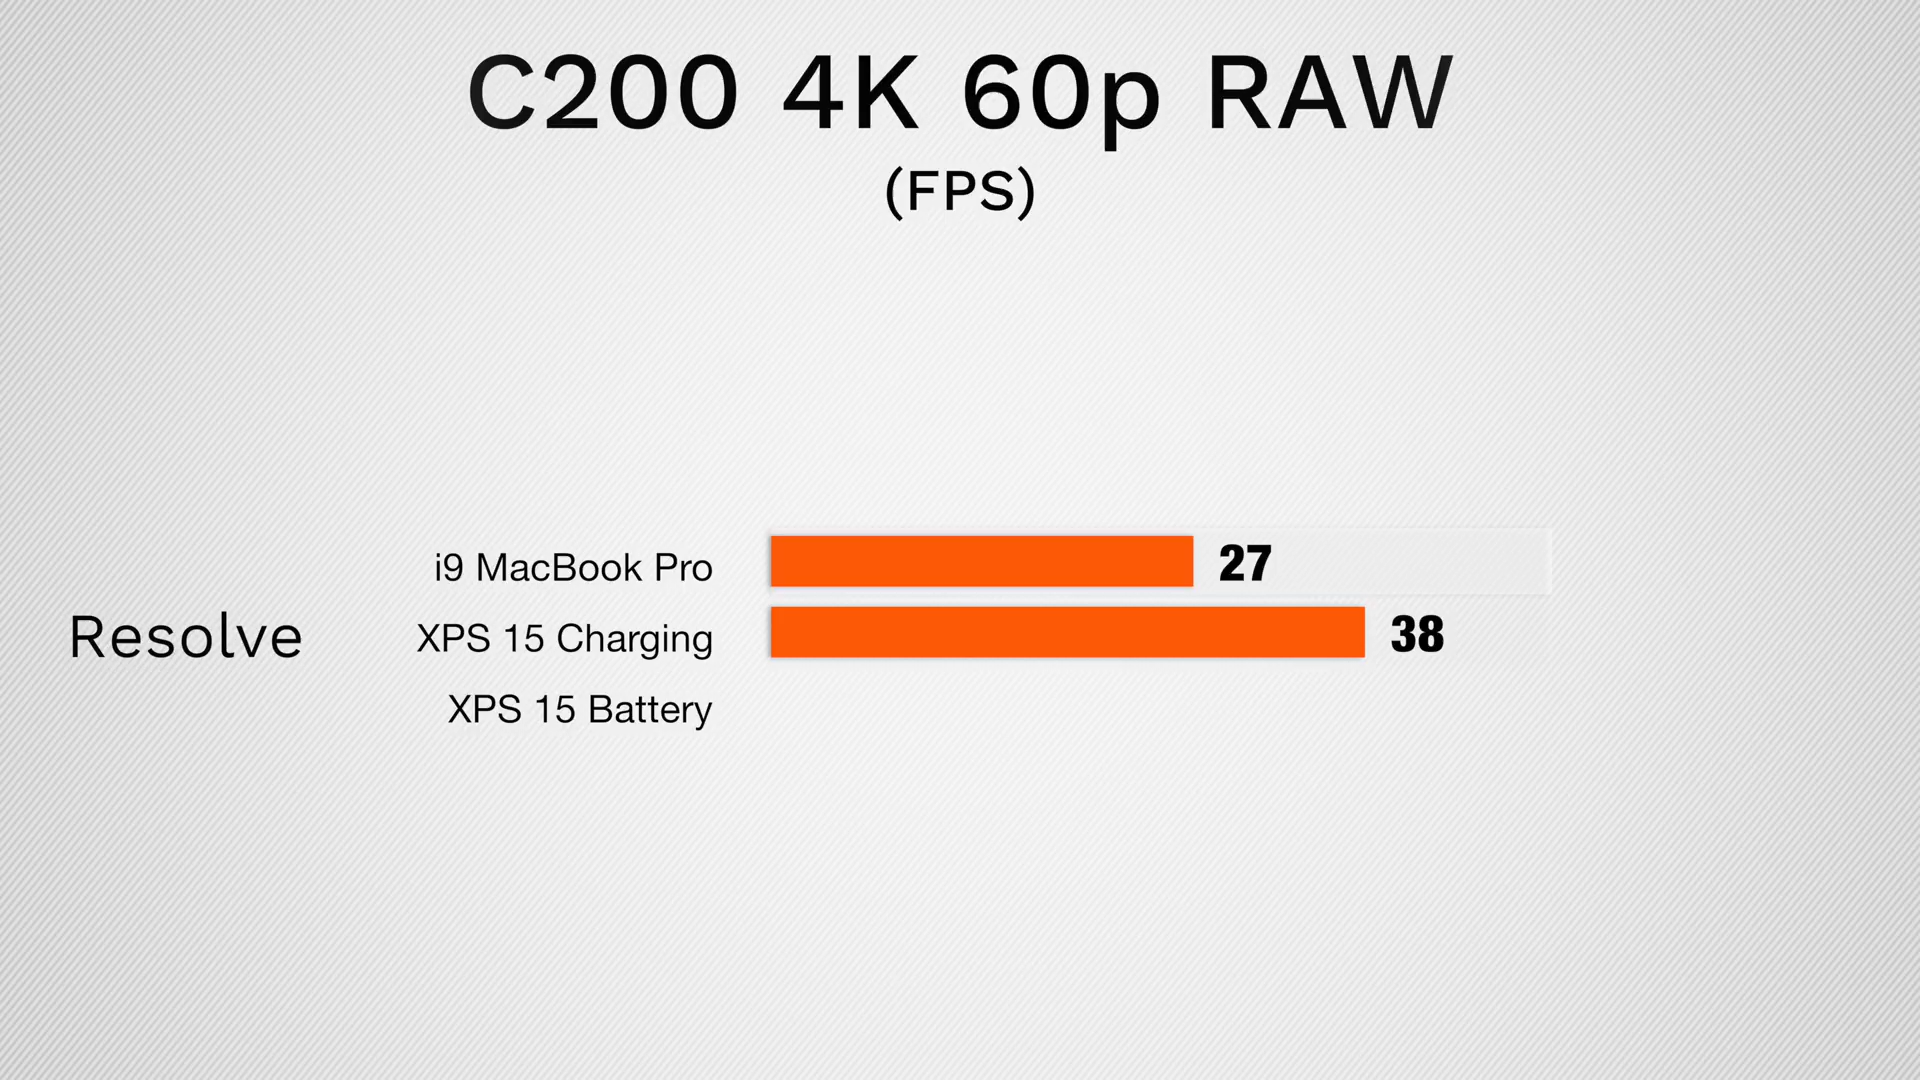 C200 4K 60p RAW
(FPS)
i9 MacBook Pro 27
Resolve XPS 15 Charging 38
XPS 15 Battery